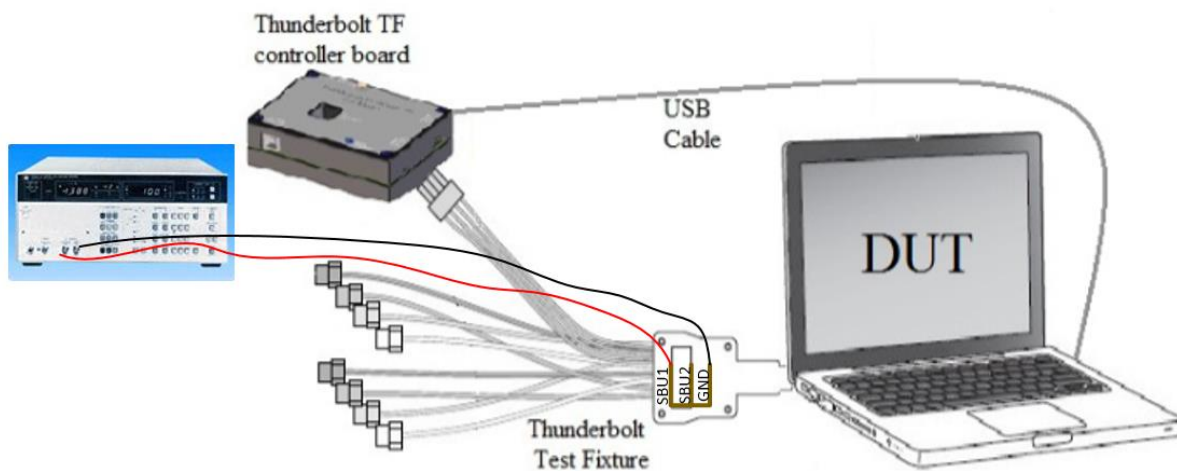 Thunderbolt TF
controller board
USB
Cable
DUT
SBU1
SBU2
GND
Thunderbolt
Test Fixture